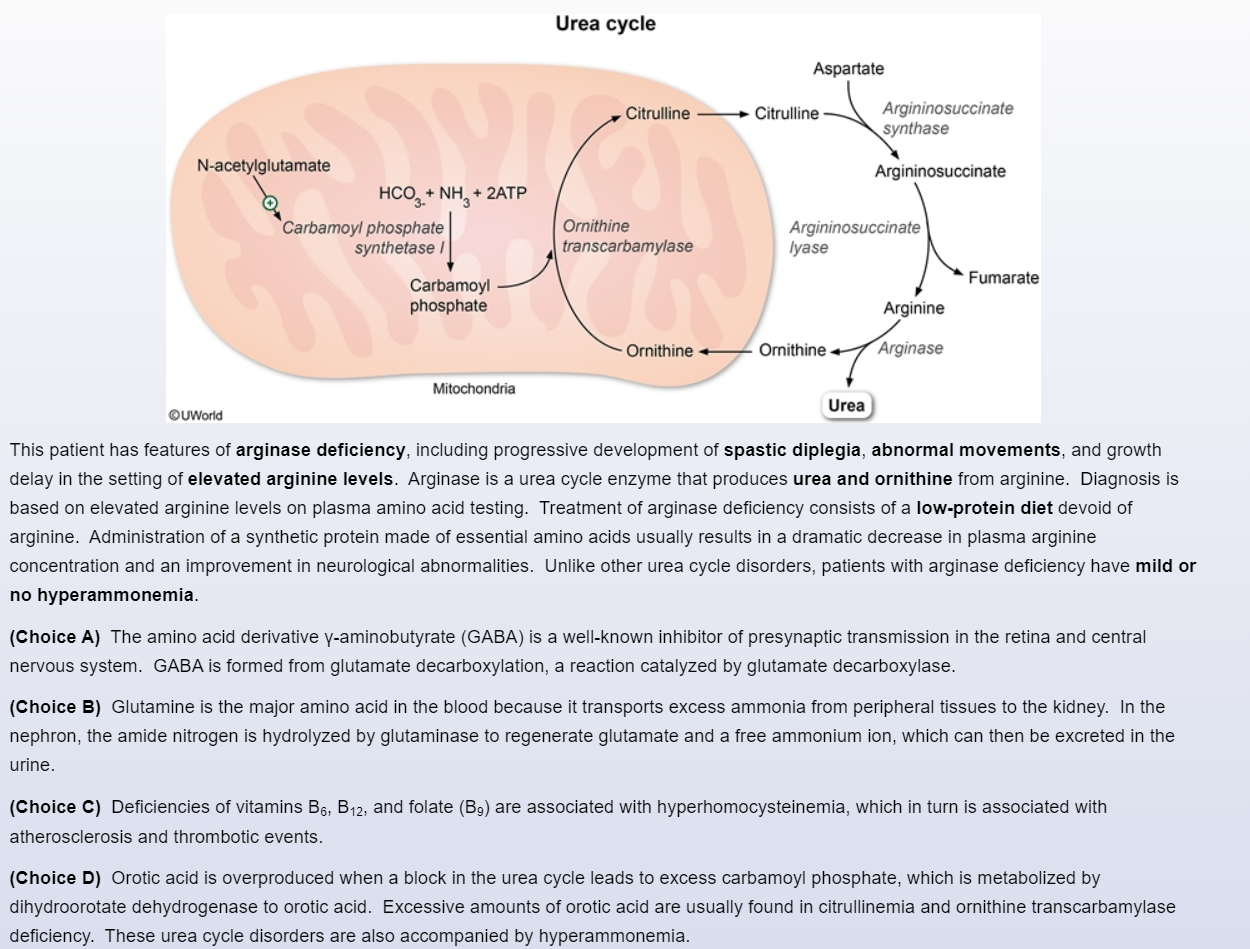 Urea cycle
Aspartate
Citrulline
Citrulline
Argininosuccinate
synthase
N-acetylglutamate
HCO3- + NH3 + 2ATP
Argininosuccinate
Carbamoyl phosphate
synthetase I
Ornithine
transcarbamylase
Argininosuccinate
lyase
Carbamoyl
phosphate
Fumarate
Arginine
Ornithine
Ornithine
Arginase
Mitochondria
Urea
©UWorld
This patient has features of arginase deficiency, including progressive development of spastic diplegia, abnormal movements, and growth
delay in the setting of elevated arginine levels. Arginase is a urea cycle enzyme that produces urea and ornithine from arginine. Diagnosis is
based on elevated arginine levels on plasma amino acid testing. Treatment of arginase deficiency consists of a low-protein diet devoid of
arginine. Administration of a synthetic protein made of essential amino acids usually results in a dramatic decrease in plasma arginine
concentration and an improvement in neurological abnormalities. Unlike other urea cycle disorders, patients with arginase deficiency have mild or
no hyperammonemia.
(Choice A) The amino acid derivative γ-aminobutyrate (GABA) is a well-known inhibitor of presynaptic transmission in the retina and central
nervous system. GABA is formed from glutamate decarboxylation, a reaction catalyzed by glutamate decarboxylase.
(Choice B) Glutamine is the major amino acid in the blood because it transports excess ammonia from peripheral tissues to the kidney. In the
nephron, the amide nitrogen is hydrolyzed by glutaminase to regenerate glutamate and a free ammonium ion, which can then be excreted in the
urine.
(Choice C) Deficiencies of vitamins B6, B12, and folate (B9) are associated with hyperhomocysteinemia, which in turn is associated with
atherosclerosis and thrombotic events.
(Choice D) Orotic acid is overproduced when a block in the urea cycle leads to excess carbamoyl phosphate, which is metabolized by
dihydroorotate dehydrogenase to orotic acid. Excessive amounts of orotic acid are usually found in citrullinemia and ornithine transcarbamylase
deficiency. These urea cycle disorders are also accompanied by hyperammonemia.